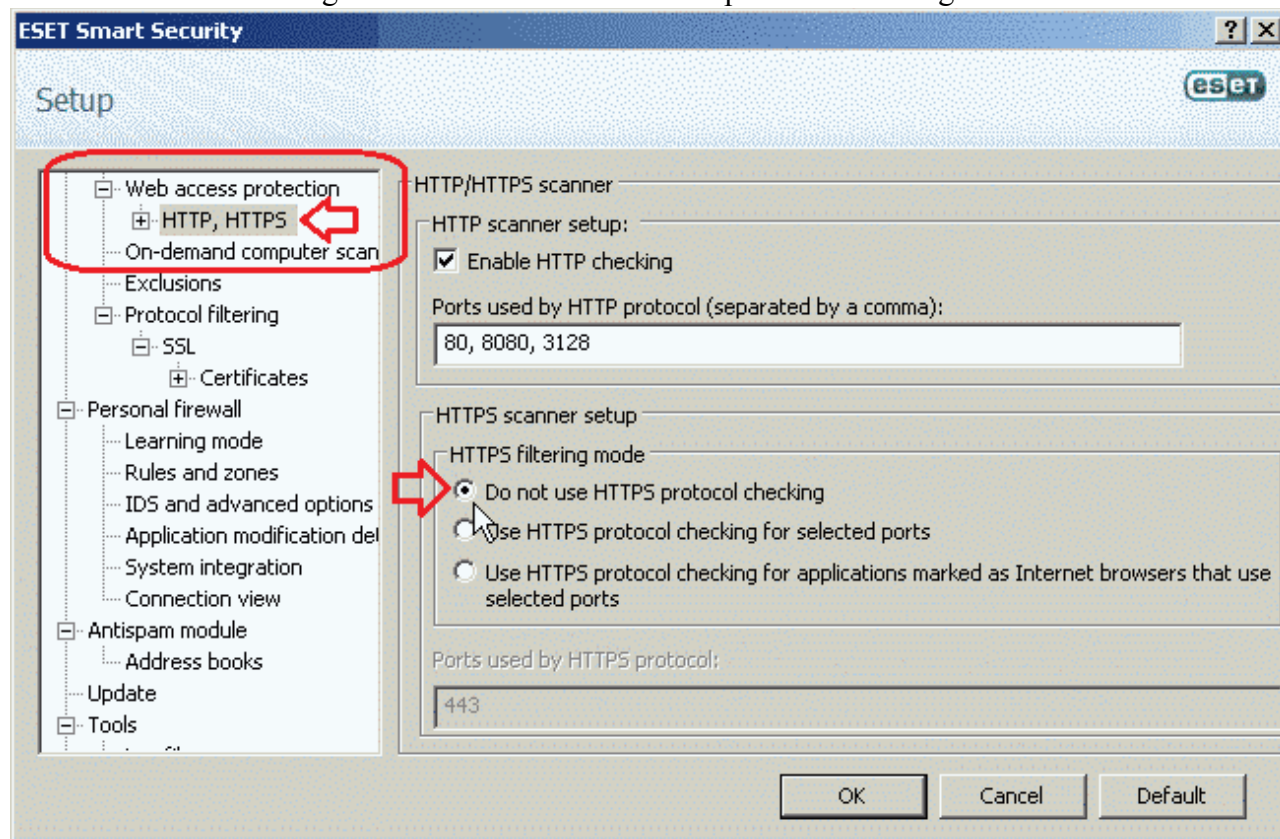 ESET Smart Security
Setup
eseT
Web access protection
HTTP, HTTPS
On-demand computer scan
Exclusions
Protocol filtering
SSL
Certificates
Personal firewall
Learning mode
Rules and zones
IDS and advanced options
Application modification det
System integration
Connection view
Antispam module
Address books
Update
Tools
HTTP/HTTPS scanner
HTTP scanner setup:
Enable HTTP checking
Ports used by HTTP protocol (separated by a comma):
80, 8080, 3128
HTTPS scanner setup
HTTPS filtering mode
Do not use HTTPS protocol checking
Use HTTPS protocol checking for selected ports
Use HTTPS protocol checking for applications marked as Internet browsers that use
selected ports
Ports used by HTTPS protocol:
443
OK
Cancel
Default